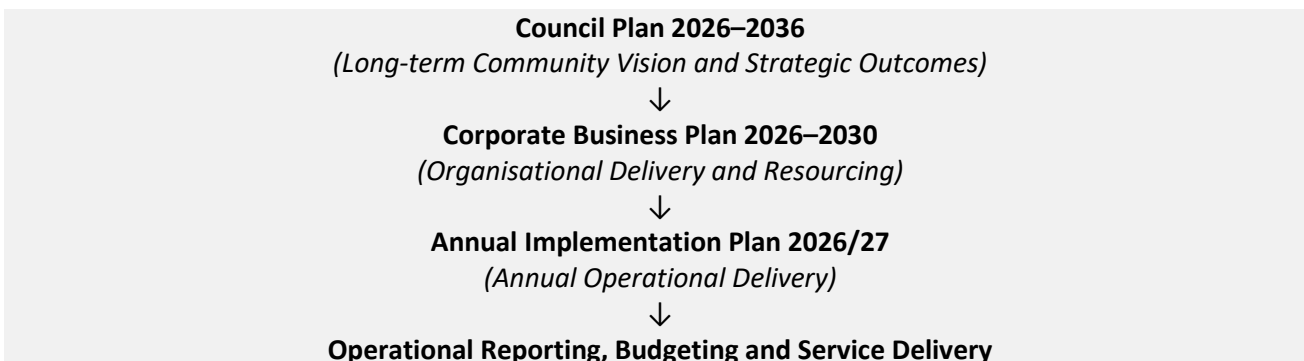 Council Plan 2026–2036
(Long-term Community Vision and Strategic Outcomes)
↓
Corporate Business Plan 2026–2030
(Organisational Delivery and Resourcing)
↓
Annual Implementation Plan 2026/27
(Annual Operational Delivery)
↓
Operational Reporting, Budgeting and Service Delivery